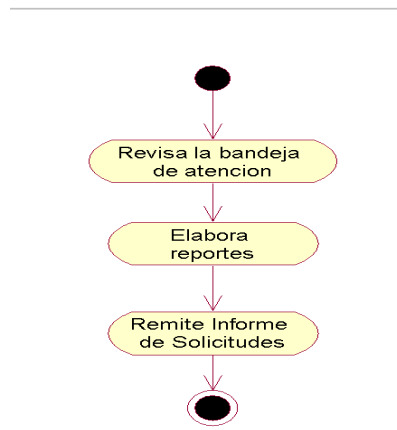 Revisa la bandeja
de atencion
Elabora
reportes
Remite Informe
de Solicitudes